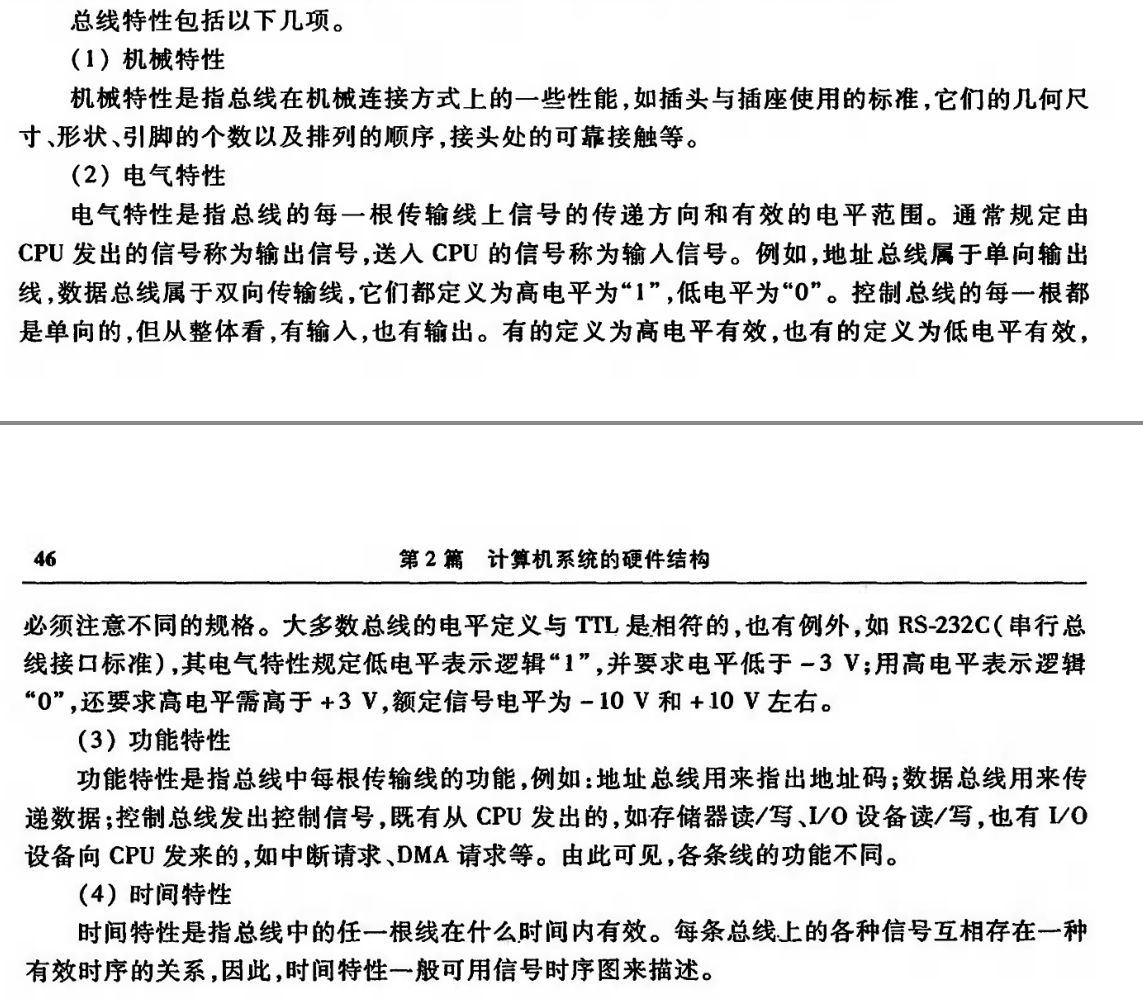 总线特性包括以下几项。
(1) 机械特性
机械特性是指总线在机械连接方式上的一些性能,如插头与插座使用的标准,它们的几何尺
寸、形状、引脚的个数以及排列的顺序,接头处的可靠接触等。
(2) 电气特性
电气特性是指总线的每一根传输线上信号的传递方向和有效的电平范围。通常规定由
CPU 发出的信号称为输出信号,送入 CPU 的信号称为输入信号。例如,地址总线属于单向输出
线,数据总线属于双向传输线,它们都定义为高电平为“1”,低电平为“0”。控制总线的每一根都
是单向的,但从整体看,有输入,也有输出。有的定义为高电平有效,也有的定义为低电平有效,
46 第 2 篇 计算机系统的硬件结构
必须注意不同的规格。大多数总线的电平定义与 TTL 是相符的,也有例外,如 RS-232C(串行总
线接口标准),其电气特性规定低电平表示逻辑“1”,并要求电平低于 -3 V;用高电平表示逻辑
“0”,还要求高电平需高于 +3 V,额定信号电平为 -10 V 和 +10 V 左右。
(3) 功能特性
功能特性是指总线中每根传输线的功能,例如:地址总线用来指出地址码;数据总线用来传
递数据;控制总线发出控制信号,既有从 CPU 发出的,如存储器读/写、I/O 设备读/写,也有 I/O
设备向 CPU 发来的,如中断请求、DMA 请求等。由此可见,各条线的功能不同。
(4) 时间特性
时间特性是指总线中的任一根线在什么时间内有效。每条总线上的各种信号互相存在一种
有效时序的关系,因此,时间特性一般可用信号时序图来描述。